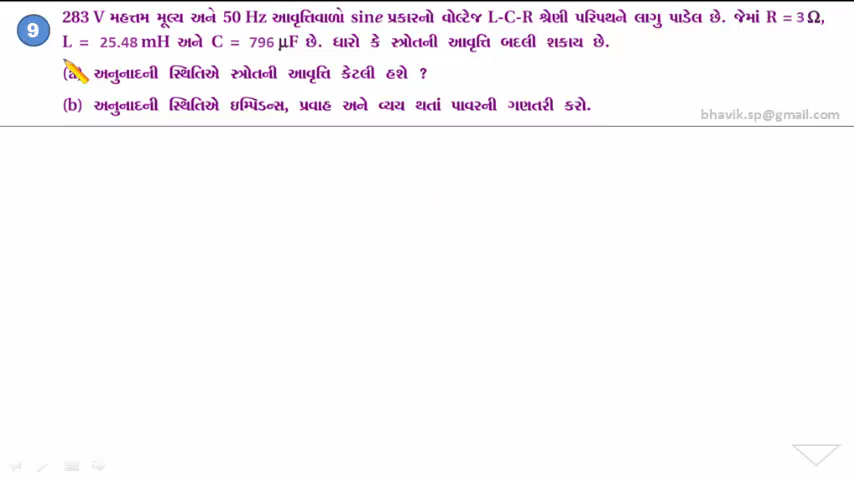 9
283 V મહત્તમ મૂલ્ય અને 50 Hz આવૃત્તિવાળો sine પ્રકારનો વોલ્ટેજ L-C-R શ્રેણી પરિપથને લાગુ પાડેલ છે. જેમાં R = 3 Ω,
L = 25.48 mH અને C = 796 μF છે. ધારો કે સ્ત્રોતની આવૃત્તિ બદલી શકાય છે.
(a) અનુનાદની સ્થિતિએ સ્ત્રોતની આવૃત્તિ કેટલી હશે ?
(b) અનુનાદની સ્થિતિએ ઇમ્પિડન્સ, પ્રવાહ અને વ્યય થતાં પાવરની ગણતરી કરો.
bhavik.sp@gmail.com